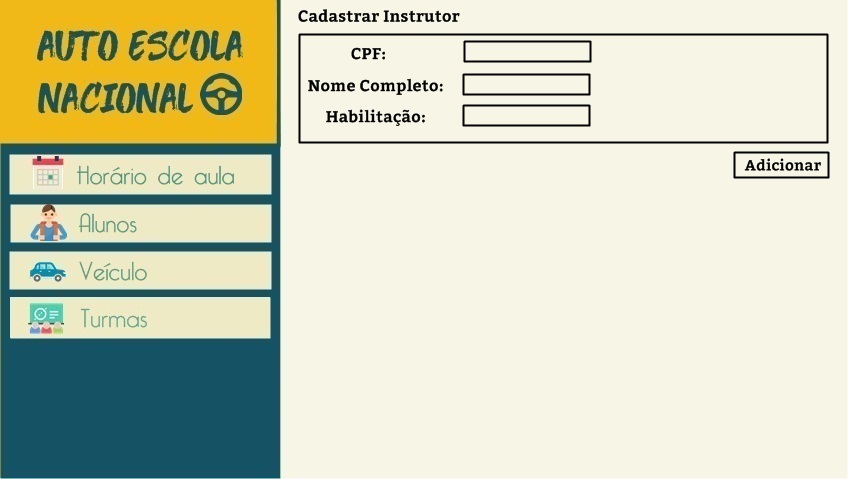 AUTO ESCOLA
NACIONAL
Horário de aula
Alunos
Veículo
Turmas
Cadastrar Instrutor
CPF:
Nome Completo:
Habilitação:
Adicionar